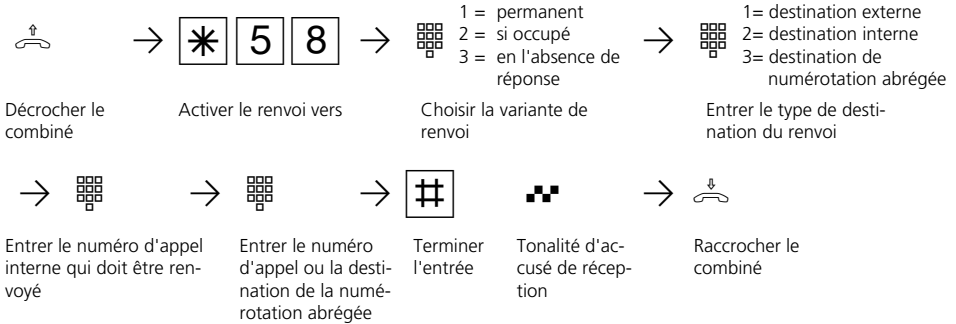 * 5 8
1 = permanent
2 = si occupé
3 = en l'absence de
réponse
1= destination externe
2= destination interne
3= destination de
numérotation abrégée
Décrocher le
combiné
Activer le renvoi vers
Choisir la variante de
renvoi
Entrer le type de desti-
nation du renvoi
#
Entrer le numéro d'appel
interne qui doit être ren-
voyé
Entrer le numéro
d'appel ou la desti-
nation de la numé-
rotation abrégée
Terminer
l'entrée
Tonalité d'ac-
cusé de récep-
tion
Raccrocher le
combiné